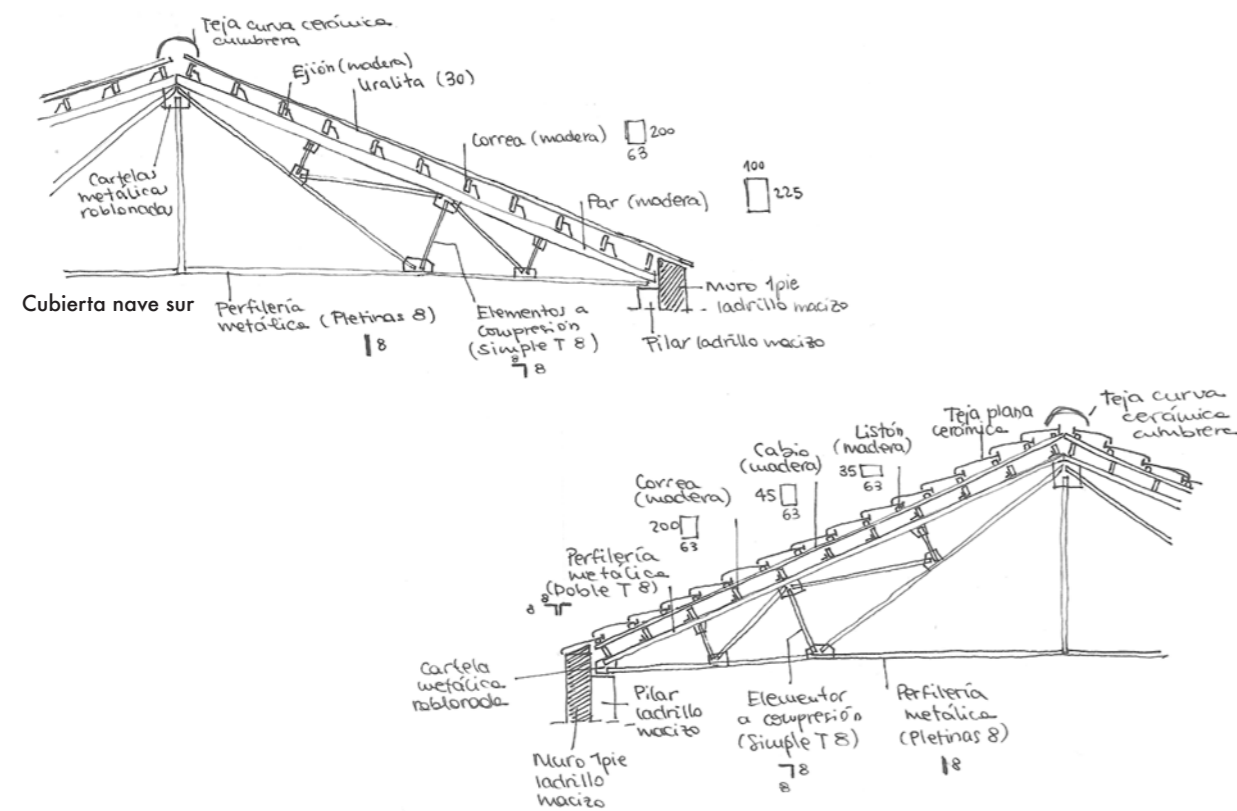 Teja curva cerámica
cumbrera
Ejión (madera)
Uralita (30)
Correa (madera)
200
63
100
225
Par (madera)
Cartelas
metálica
roblonada
Cubierta nave sur
Perfilería
metálica (Pletinas 8)
8
Elementos a
compresión
(simple T 8)
8
8
Muro 1pie
ladrillo macizo
Pilar ladrillo macizo
Teja curva
cerámica
cumbrera
Teja plana
cerámica
Listón
(madera)
35
63
Cabio
(madera)
45
63
Correa
(madera)
200
63
Perfilería
metálica
(Doble T 8)
8
8
Cartela
metálica
roblonada
Pilar
ladrillo
macizo
Muro 1pie
ladrillo
macizo
Elementor
a compresión
(Simple T 8)
8
8
Perfilería
metálica
(Pletinas 8)
8